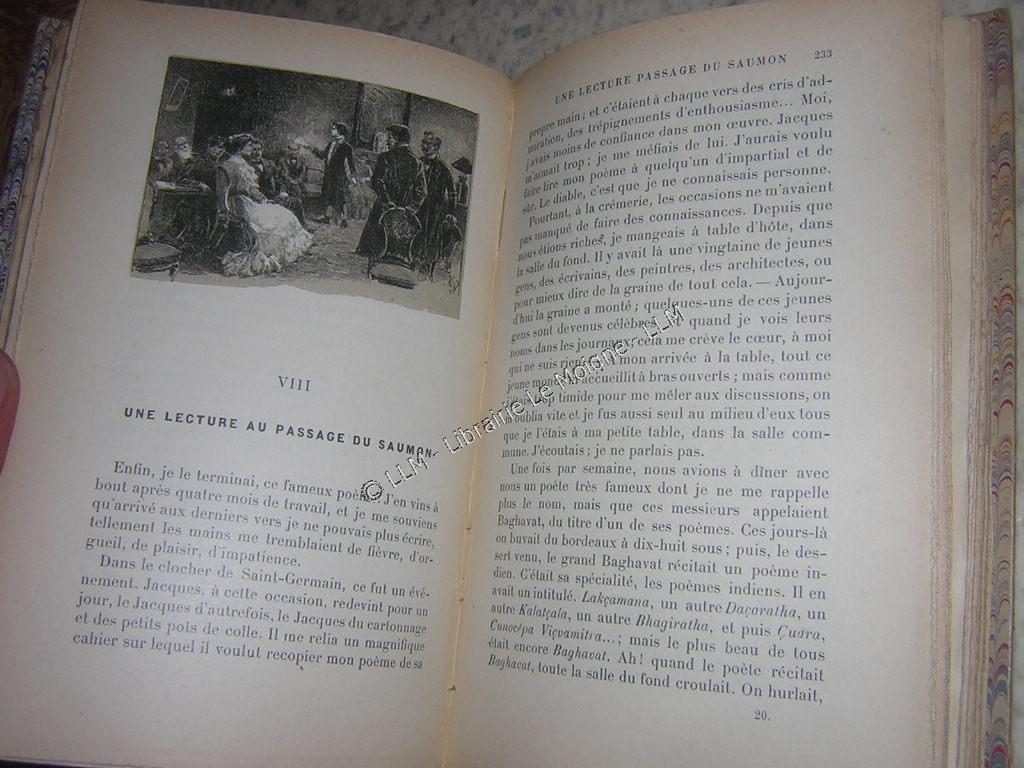 VIII
UNE LECTURE AU PASSAGE DU SAUMON
Enfin, je le terminai, ce fameux poème. J'en vins à
bout après quatre mois de travail, et je me souviens
qu'arrivé aux derniers vers je ne pouvais plus écrire,
tellement les mains me tremblaient de fièvre, d'or-
gueil, de plaisir, d'impatience.
Dans le clocher de Saint-Germain, ce fut un évé-
nement. Jacques, à cette occasion, redevint pour un
jour, le Jacques d'autrefois, le Jacques du cartonnage
et des petits pots de colle. Il me relia un magnifique
cahier sur lequel il voulut recopier mon poème de sa
UNE LECTURE PASSAGE DU SAUMON 233
propre main; et c'étaient à chaque vers des cris d'ad-
miration, des trépignements d'enthousiasme... Moi,
j'avais moins de confiance dans mon œuvre. Jacques
m'aimait trop; je me méfiais de lui. J'aurais voulu
faire lire mon poème à quelqu'un d'impartial et de
sûr. Le diable, c'est que je ne connaissais personne.
Pourtant, à la crémerie, les occasions ne m'avaient
pas manqué de faire des connaissances. Depuis que
nous étions riches, je mangeais à table d'hôte, dans
la salle du fond. Il y avait là une vingtaine de jeunes
gens, des écrivains, des peintres, des architectes, ou
pour mieux dire de la graine de tout cela. — Aujour-
d'hui la graine a monté; quelques-uns de ces jeunes
gens sont devenus célèbres, quand je vois leurs
noms dans les journaux, cela me crève le cœur, à moi
qui ne suis rien. mon arrivée à la table, tout ce
jeune monde m'accueillit à bras ouverts; mais comme
j'étais trop timide pour me mêler aux discussions, on
m'oublia vite et je fus aussi seul au milieu d'eux tous
que je l'étais à ma petite table, dans la salle com-
mune. J'écoutais; je ne parlais pas.
Une fois par semaine, nous avions à dîner avec
nous un poète très fameux dont je ne me rappelle
plus le nom, mais que ces messieurs appelaient
Baghavat, du titre d'un de ses poèmes. Ces jours-là
on buvait du bordeaux à dix-huit sous; puis, le des-
sert venu, le grand Baghavat récitait un poème in-
dien. C'était sa spécialité, les poèmes indiens. Il en
avait un intitulé. Lakçamana, un autre Daçaratha, un
autre Kalatçala, un autre Bhagiratha, et puis Çudra,
Cunocépa Viçvamitra...; mais le plus beau de tous
était encore Baghavat. Ah! quand le poète récitait
Baghavat, toute la salle du fond croulait. On hurlait,
20.
© LLM - Librairie Le Moigne - LLM